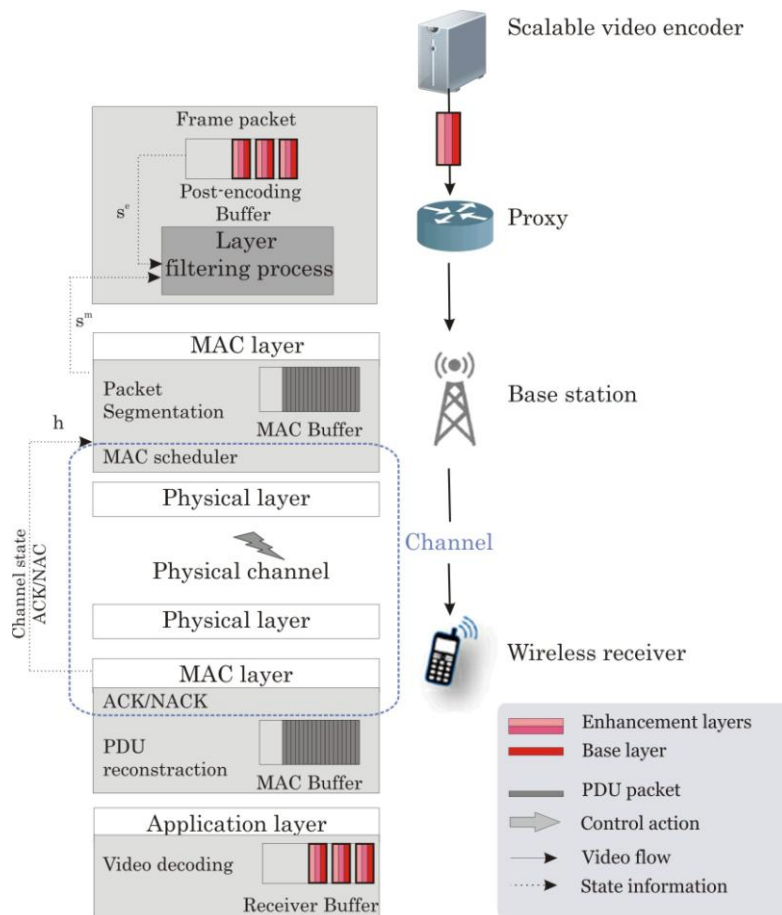 Scalable video encoder
Frame packet
Post-encoding
Buffer
s^e
Layer
filtering process
Proxy
s^m
MAC layer
Packet
Segmentation
MAC Buffer
MAC scheduler
Base station
h
Physical layer
Channel
Physical channel
Channel state
ACK/NAC
Physical layer
MAC layer
ACK/NACK
PDU
reconstraction
MAC Buffer
Wireless receiver
Application layer
Video decoding
Receiver Buffer
Enhancement layers
Base layer
PDU packet
Control action
Video flow
State information